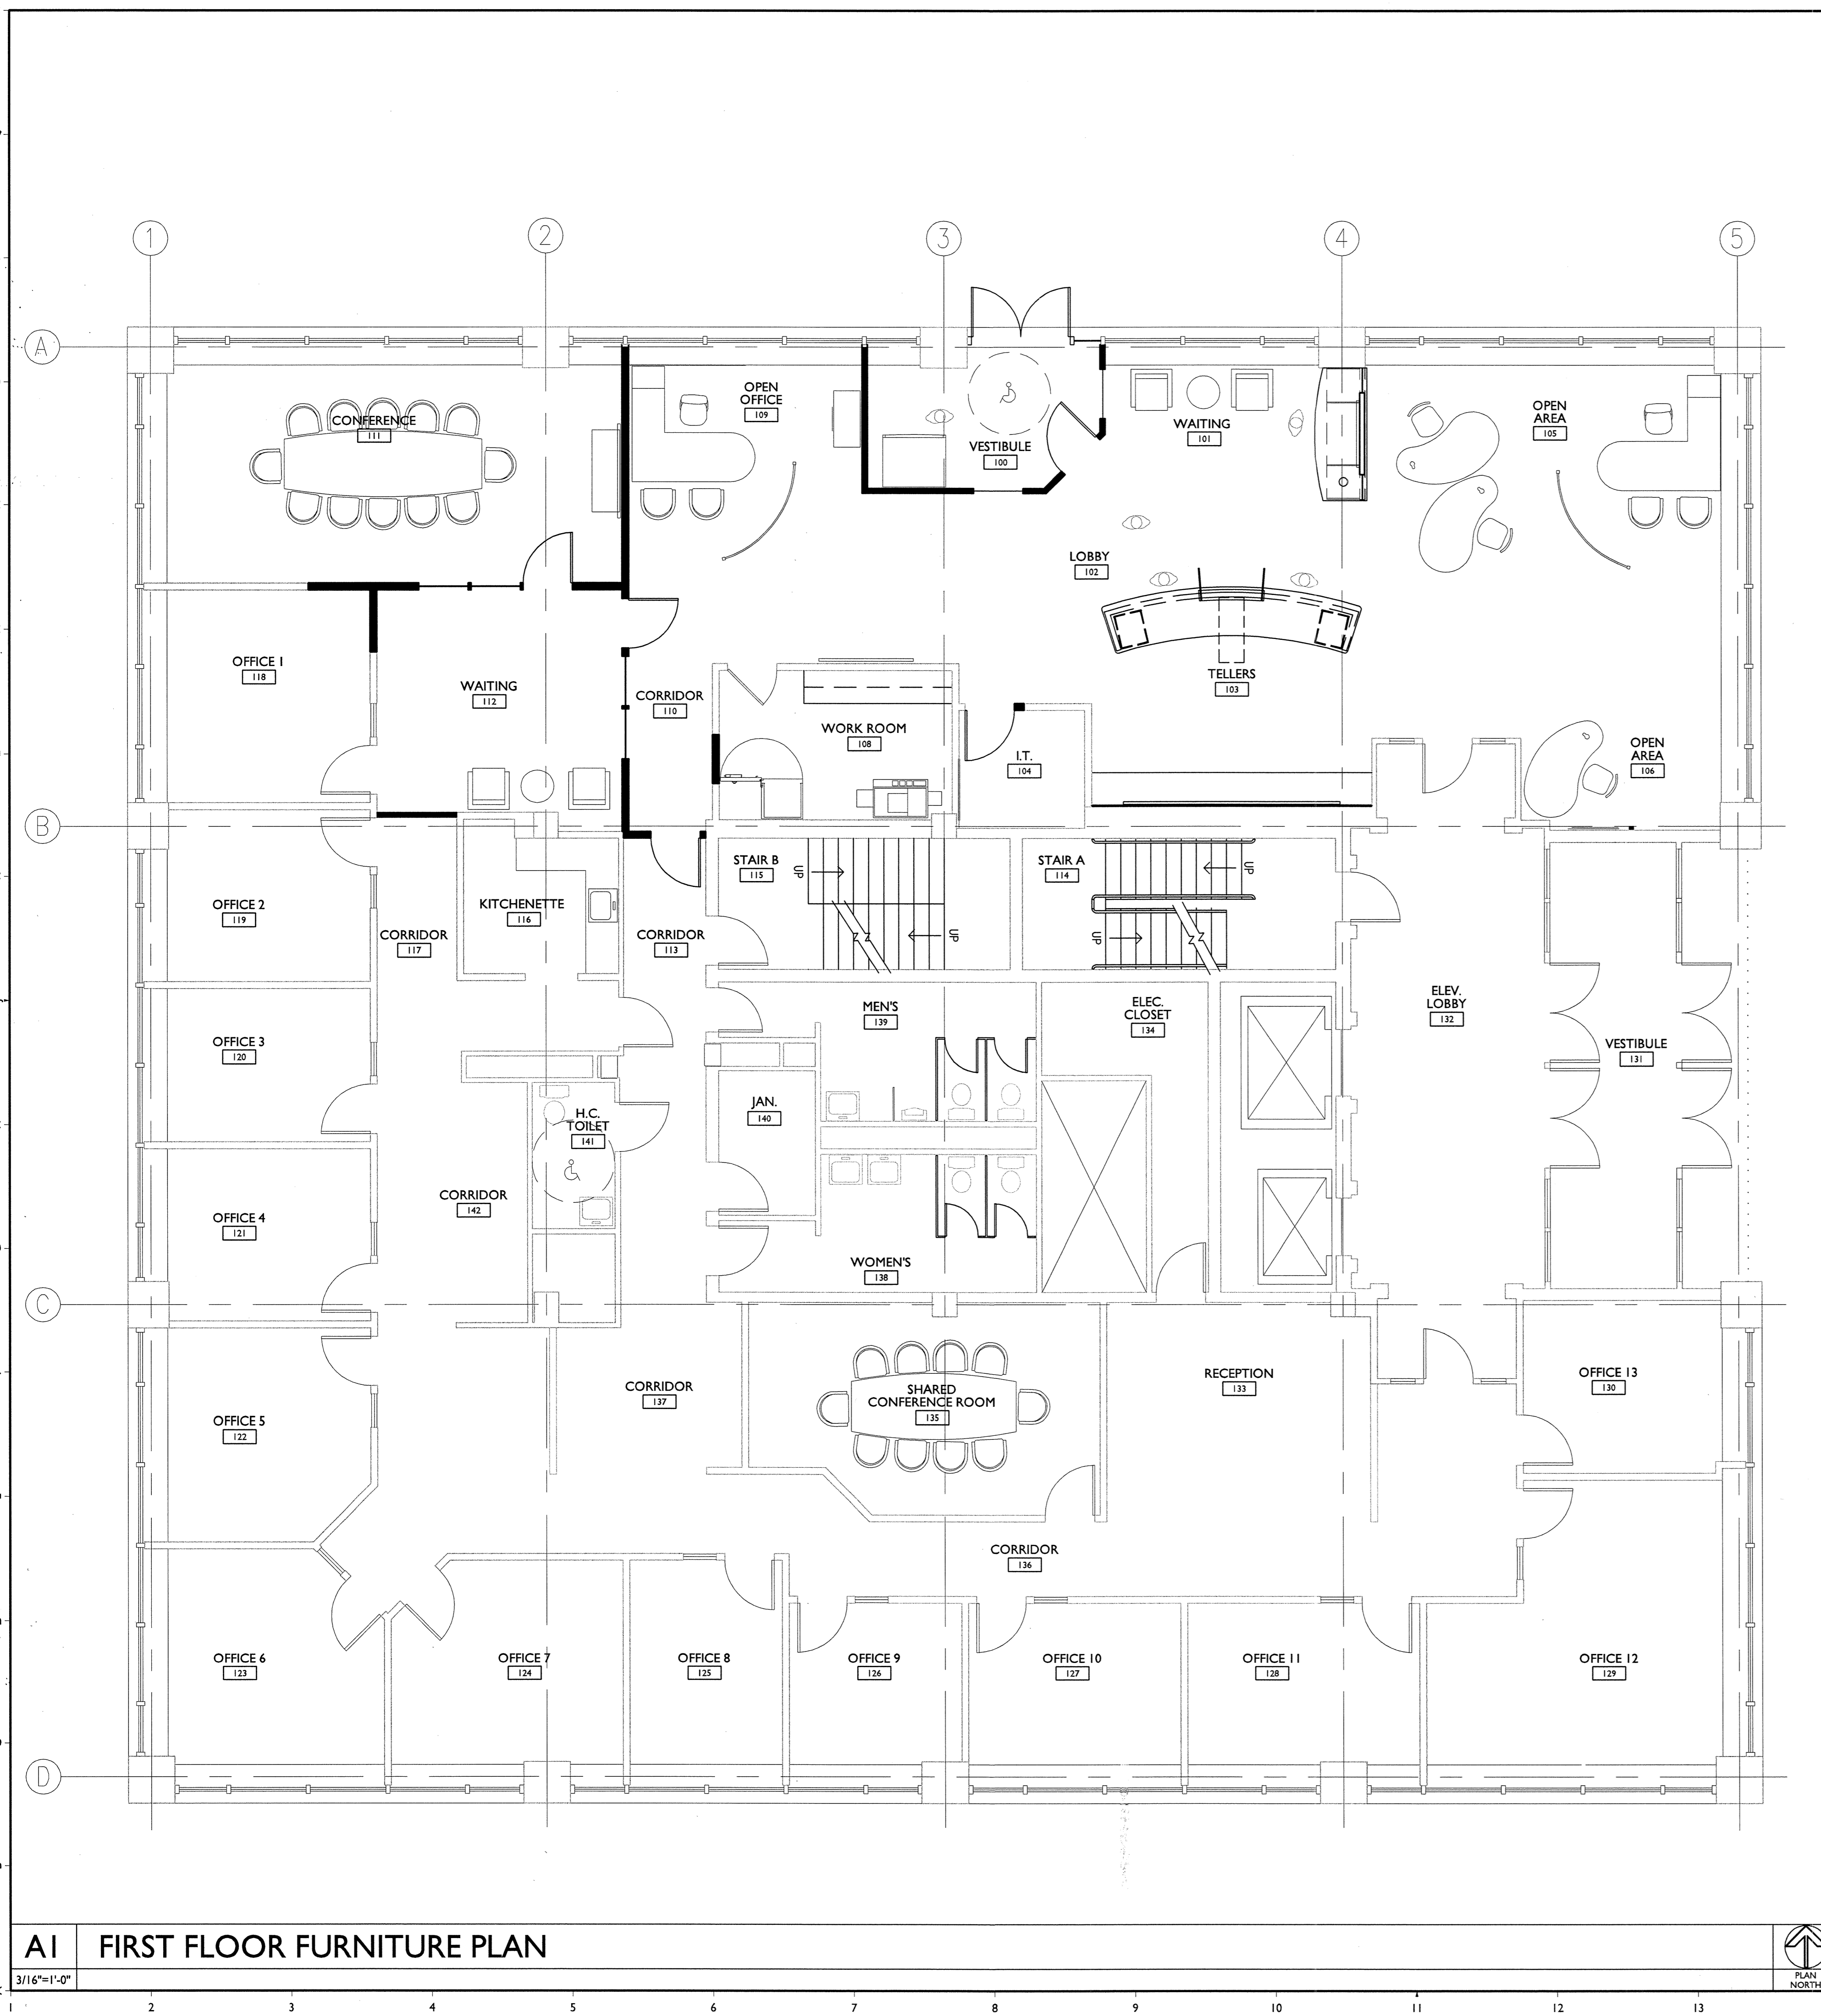 1 2 3 4 5
A
CONFERENCE
111
OPEN
OFFICE
109
VESTIBULE
100
WAITING
101
OPEN
AREA
105
LOBBY
102
TELLERS
103
OFFICE 1
118
WAITING
112
CORRIDOR
110
WORK ROOM
108
I.T.
104
OPEN
AREA
106
B
OFFICE 2
119
CORRIDOR
117
KITCHENETTE
116
CORRIDOR
113
STAIR B
115
UP
UP
STAIR A
114
UP
UP
OFFICE 3
120
MEN'S
139
ELEC.
CLOSET
134
ELEV.
LOBBY
132
VESTIBULE
131
H.C.
TOILET
141
JAN.
140
OFFICE 4
121
CORRIDOR
142
WOMEN'S
138
C
OFFICE 5
122
CORRIDOR
137
SHARED
CONFERENCE ROOM
135
RECEPTION
133
OFFICE 13
130
CORRIDOR
136
OFFICE 6
123
OFFICE 7
124
OFFICE 8
125
OFFICE 9
126
OFFICE 10
127
OFFICE 11
128
OFFICE 12
129
D
A1 FIRST FLOOR FURNITURE PLAN
3/16"=1'-0"
PLAN
NORTH
1 2 3 4 5 6 7 8 9 10 11 12 13